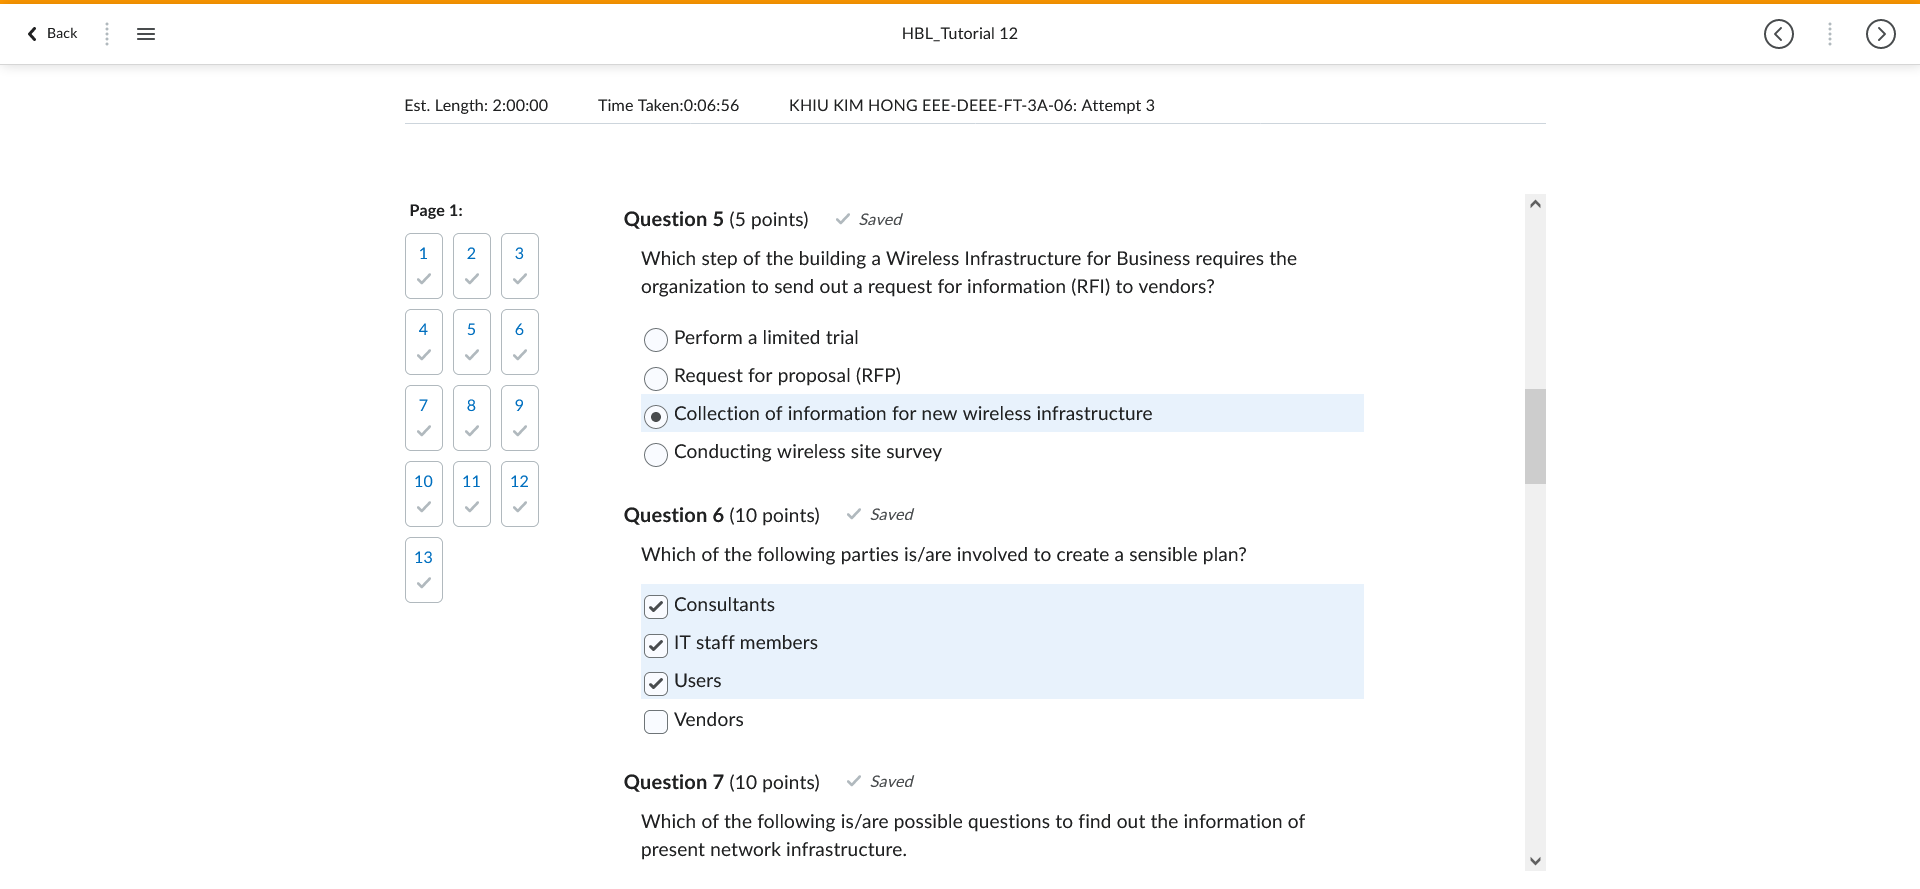 Back
HBL_Tutorial 12
Est. Length: 2:00:00 Time Taken:0:06:56 KHIU KIM HONG EEE-DEEE-FT-3A-06: Attempt 3
Page 1:
1 2 3
4 5 6
7 8 9
10 11 12
13
Question 5 (5 points) Saved
Which step of the building a Wireless Infrastructure for Business requires the
organization to send out a request for information (RFI) to vendors?
Perform a limited trial
Request for proposal (RFP)
Collection of information for new wireless infrastructure
Conducting wireless site survey
Question 6 (10 points) Saved
Which of the following parties is/are involved to create a sensible plan?
Consultants
IT staff members
Users
Vendors
Question 7 (10 points) Saved
Which of the following is/are possible questions to find out the information of
present network infrastructure.